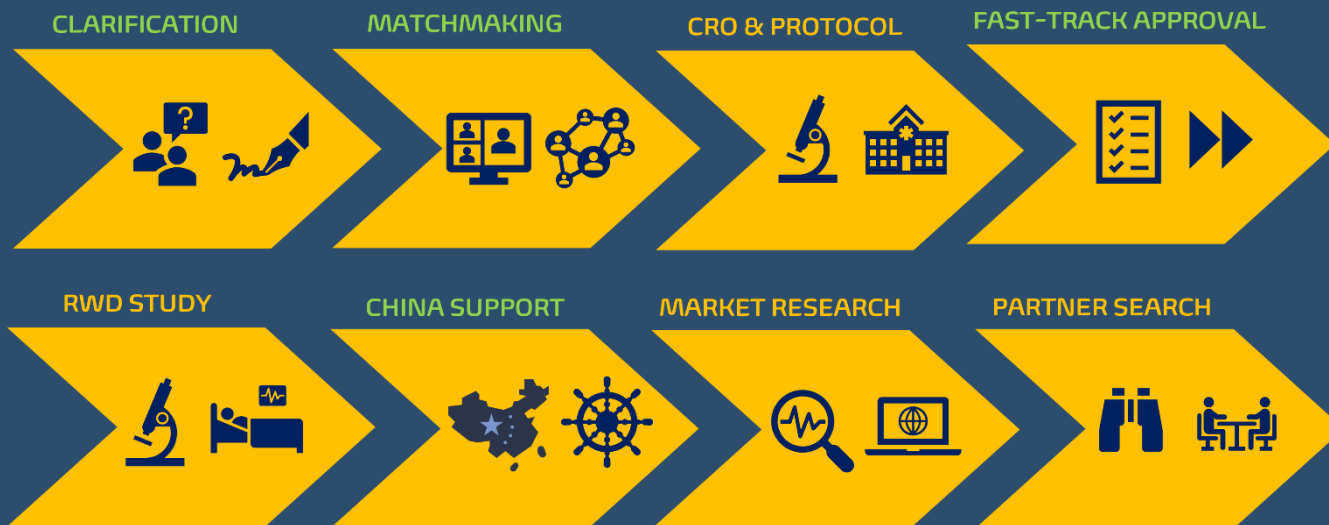 CLARIFICATION
MATCHMAKING
CRO & PROTOCOL
FAST-TRACK APPROVAL
?
RWD STUDY
CHINA SUPPORT
MARKET RESEARCH
PARTNER SEARCH